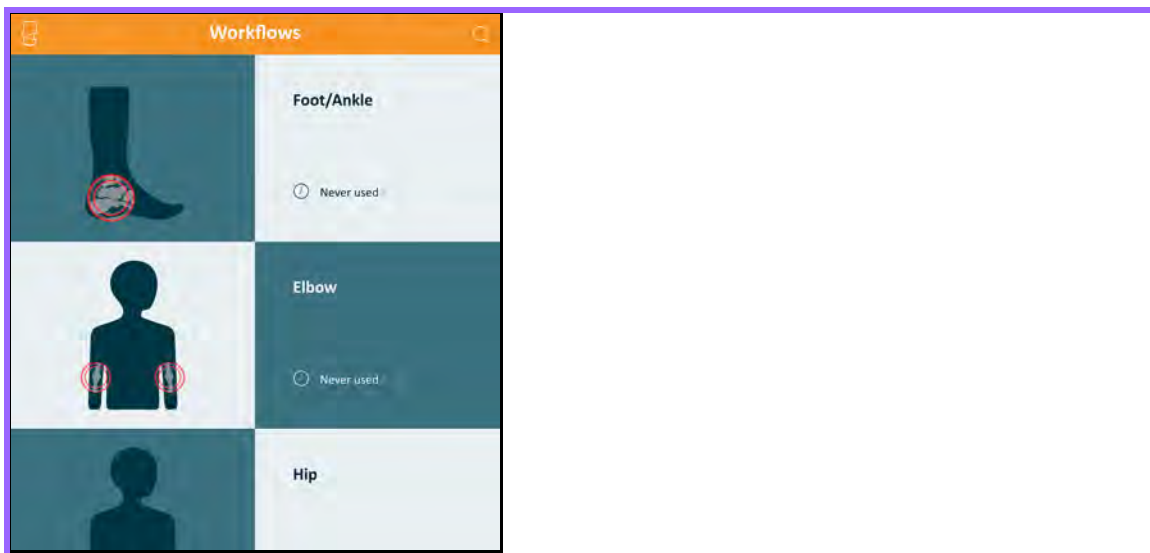 Workflows
Foot/Ankle
Never used
Elbow
Never used
Hip